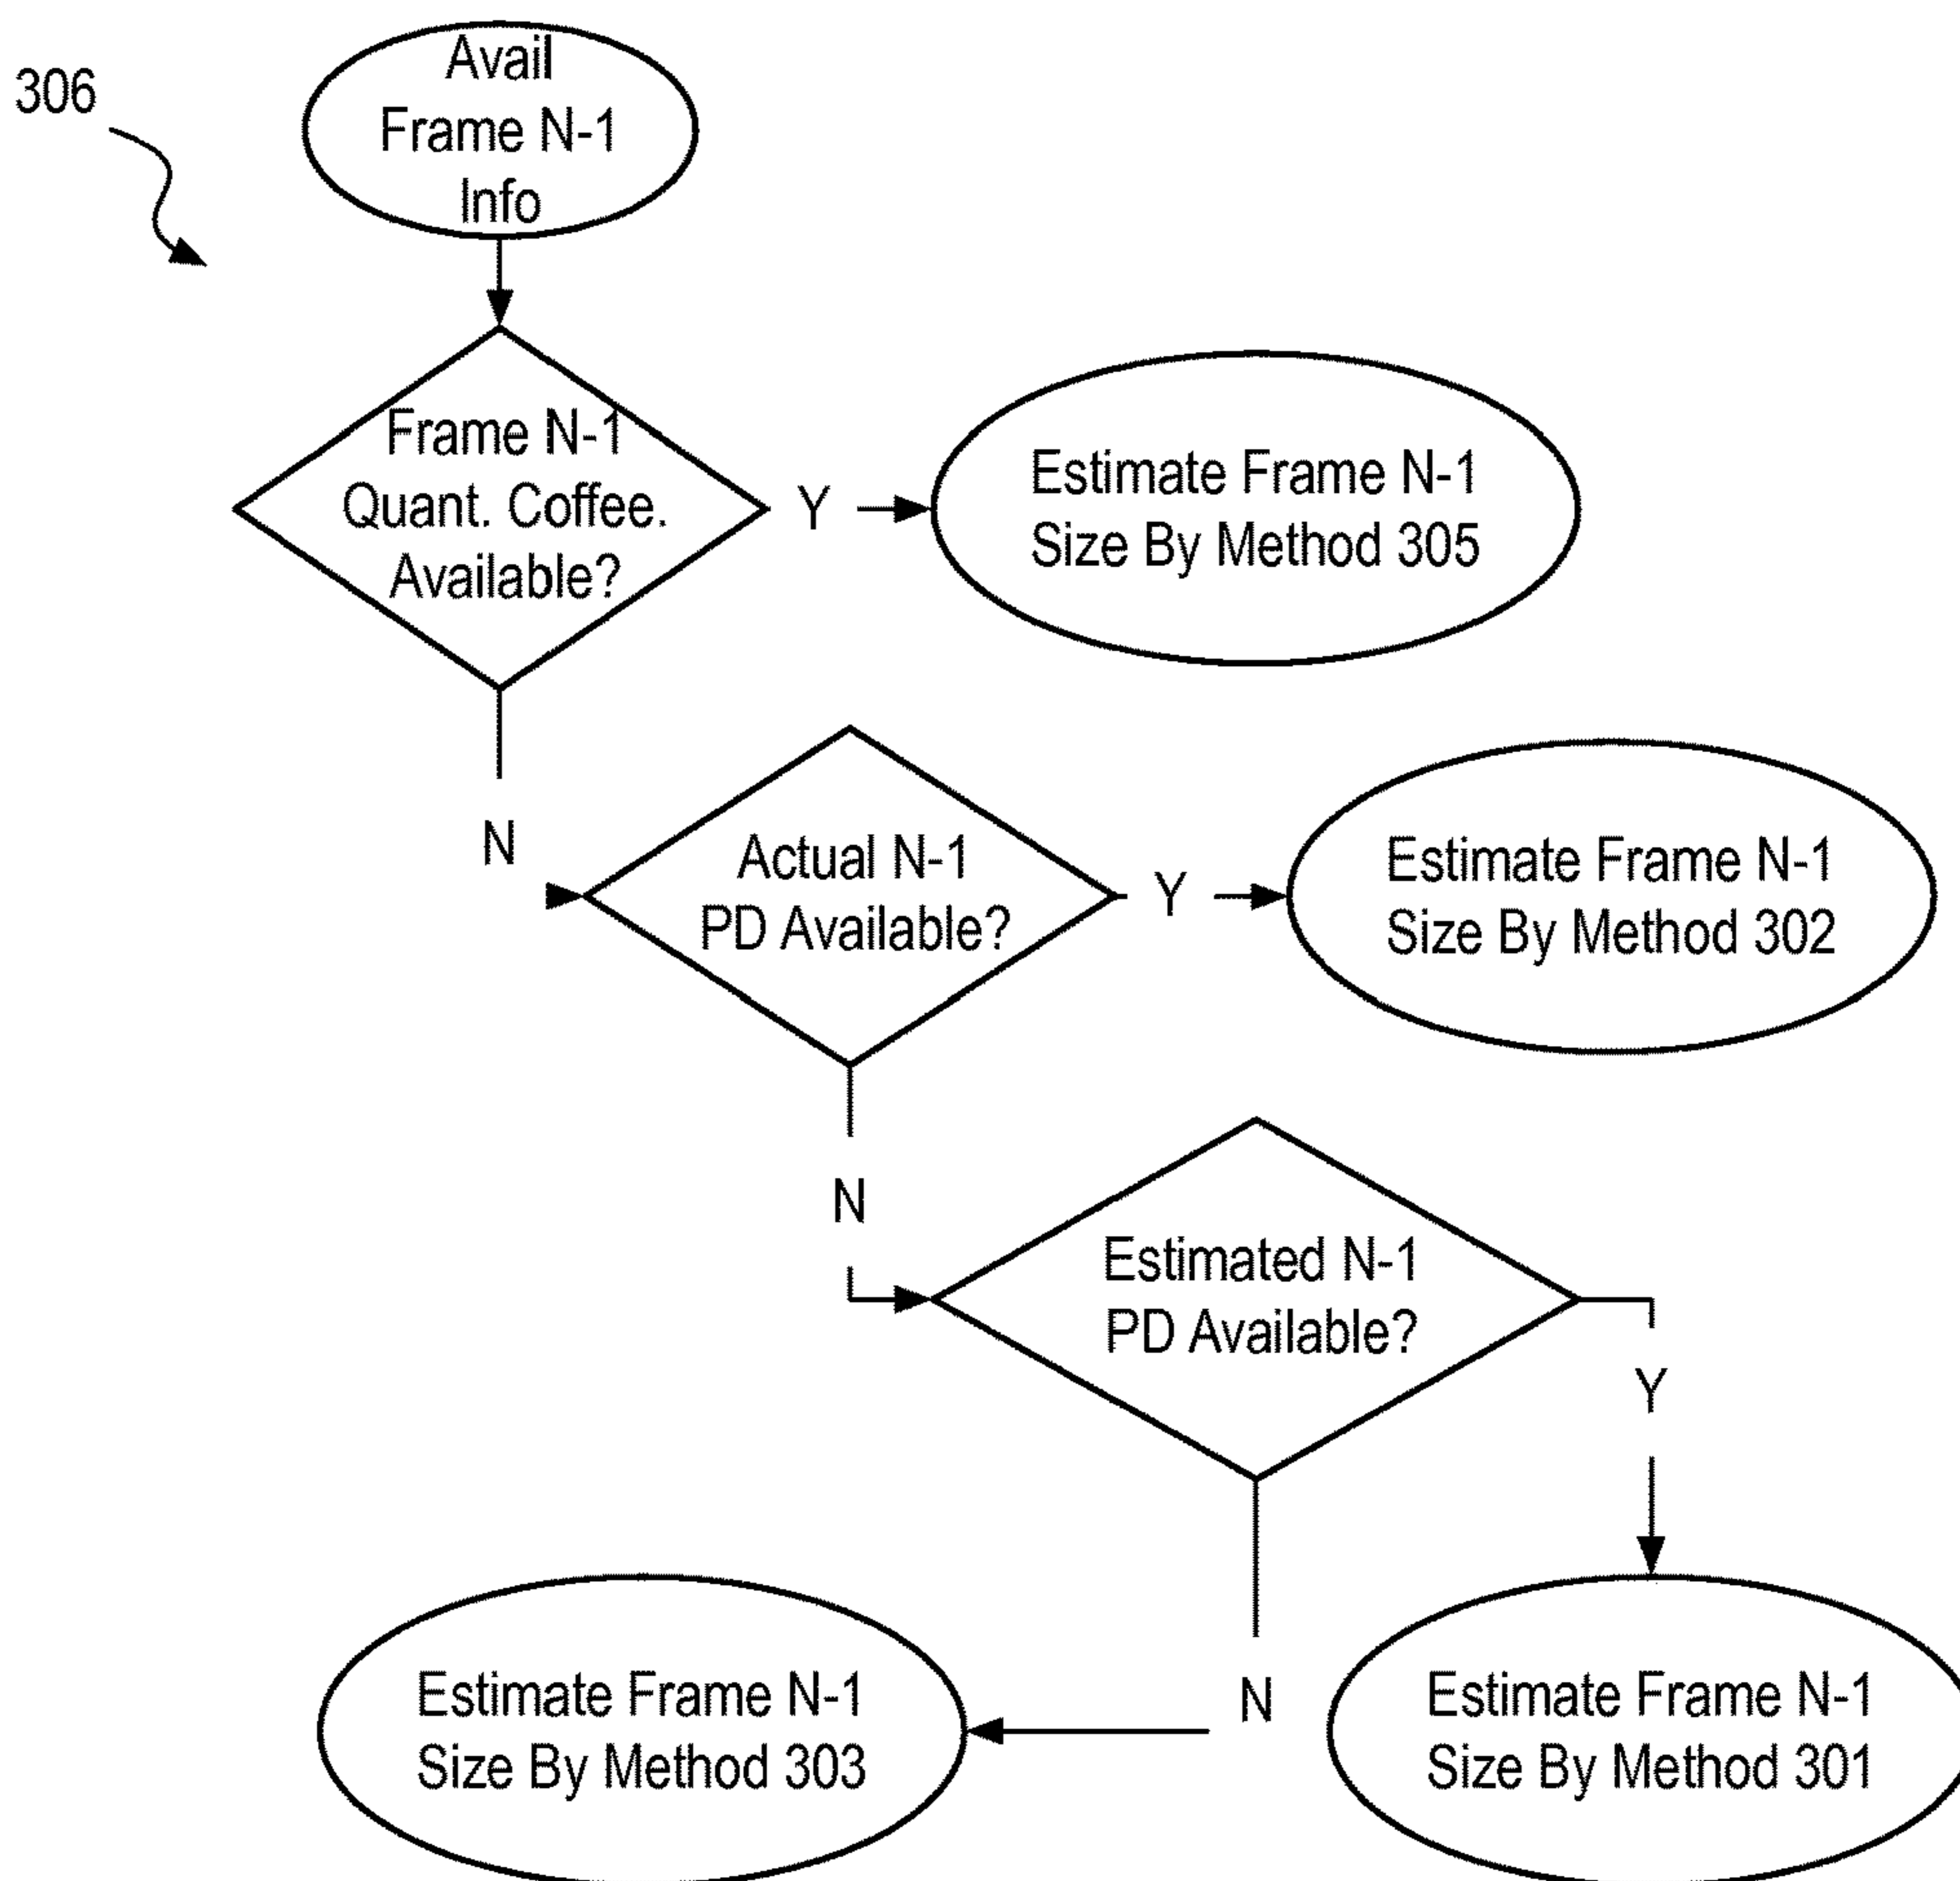 306
Avail
Frame N-1
Info
Frame N-1
Quant. Coffee.
Available?
Y
Estimate Frame N-1
Size By Method 305
N
Actual N-1
PD Available?
Y
Estimate Frame N-1
Size By Method 302
N
Estimated N-1
PD Available?
Y
N
Estimate Frame N-1
Size By Method 303
Estimate Frame N-1
Size By Method 301